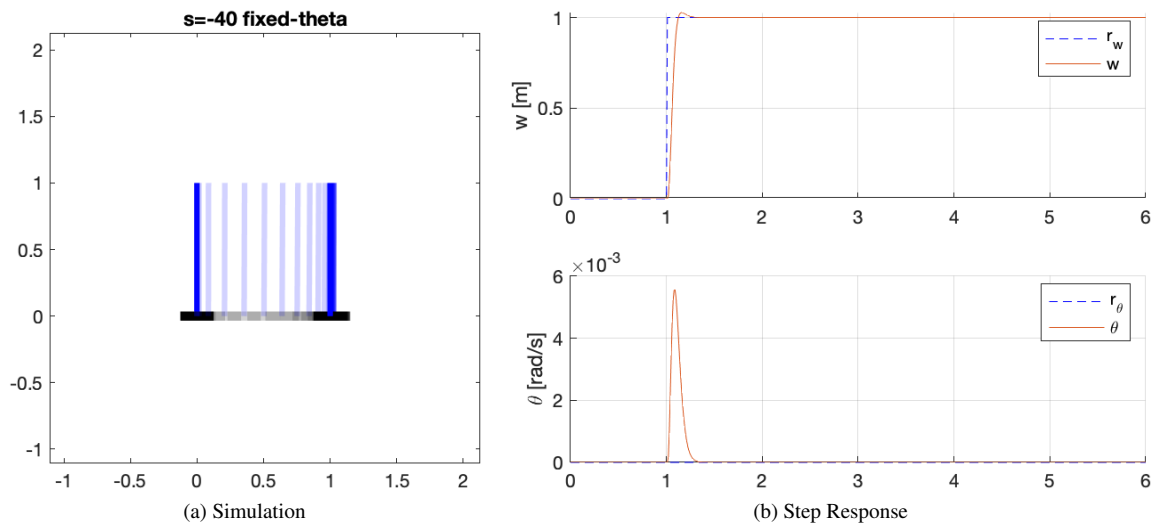 s=-40 fixed-theta
2
1.5
1
0.5
0
-0.5
-1
-1 -0.5 0 0.5 1 1.5 2
(a) Simulation
w [m]
1
0.5
0
0 1 2 3 4 5 6
r_w
w
×10^-3
θ [rad/s]
6
4
2
0
0 1 2 3 4 5 6
r_θ
θ
(b) Step Response